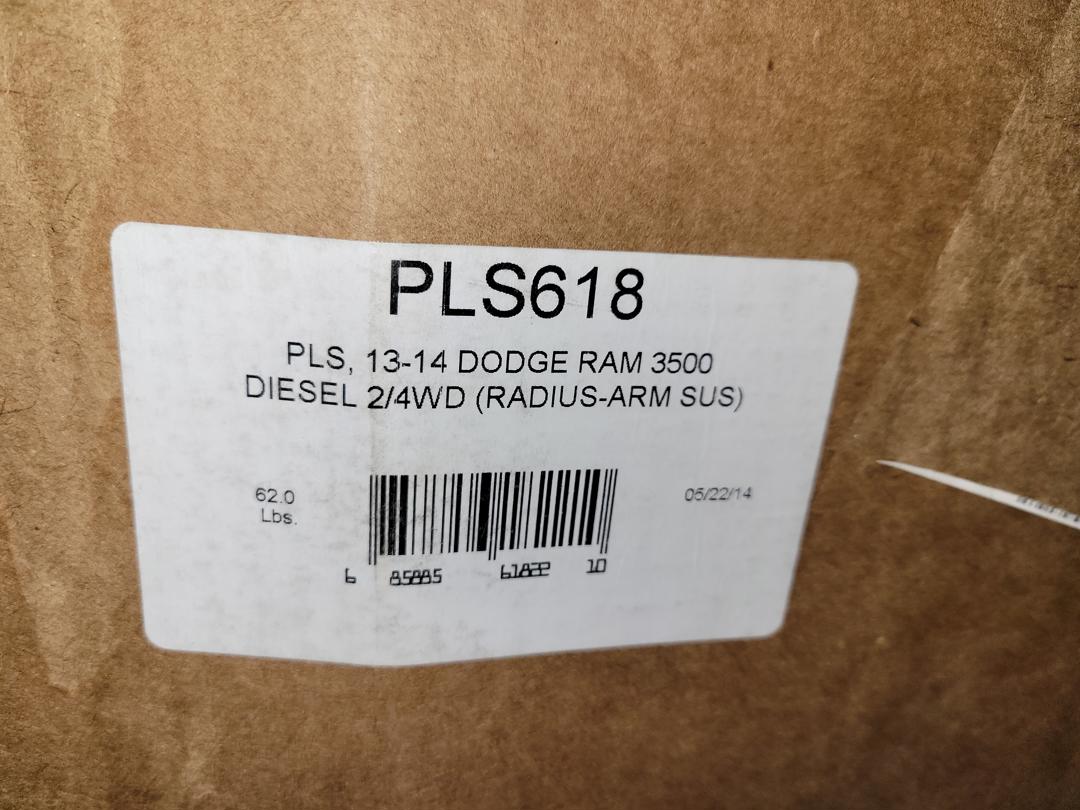 PLS618
PLS, 13-14 DODGE RAM 3500
DIESEL 2/4WD (RADIUS-ARM SUS)
62.0
Lbs.
05/22/14
6 85885 61822 10